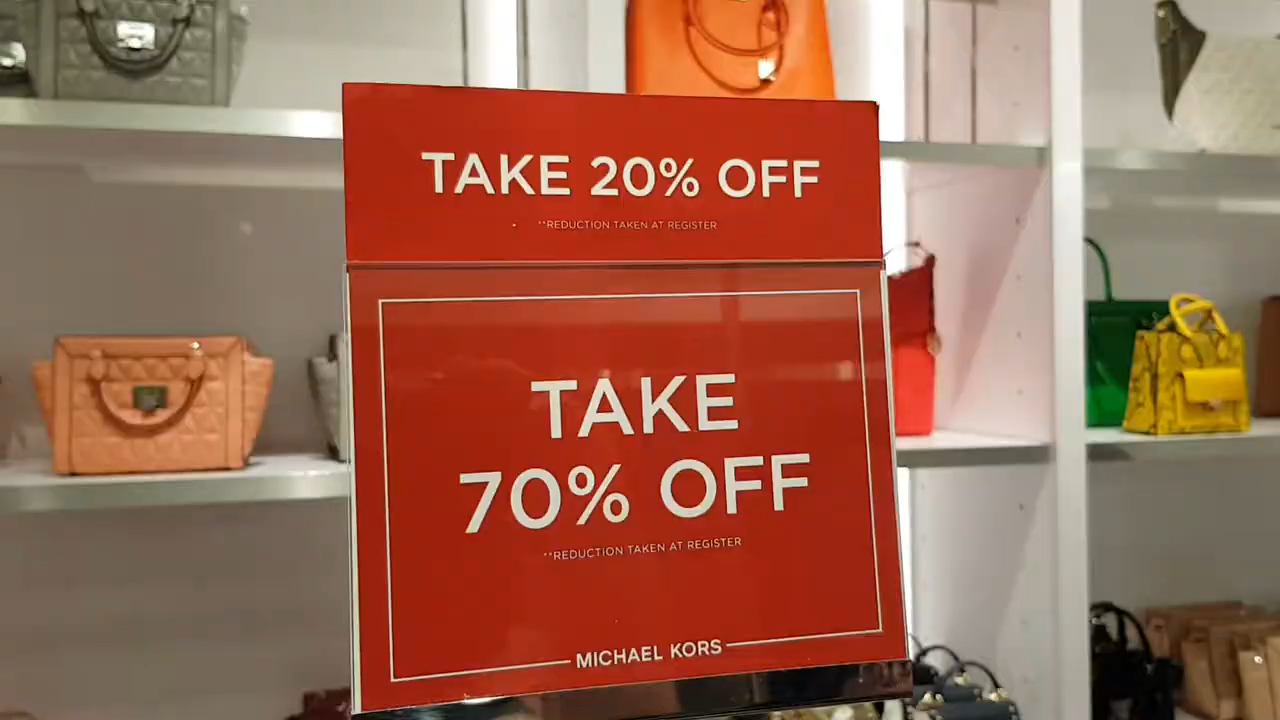 TAKE 20% OFF
**REDUCTION TAKEN AT REGISTER
TAKE
70% OFF
**REDUCTION TAKEN AT REGISTER
MICHAEL KORS